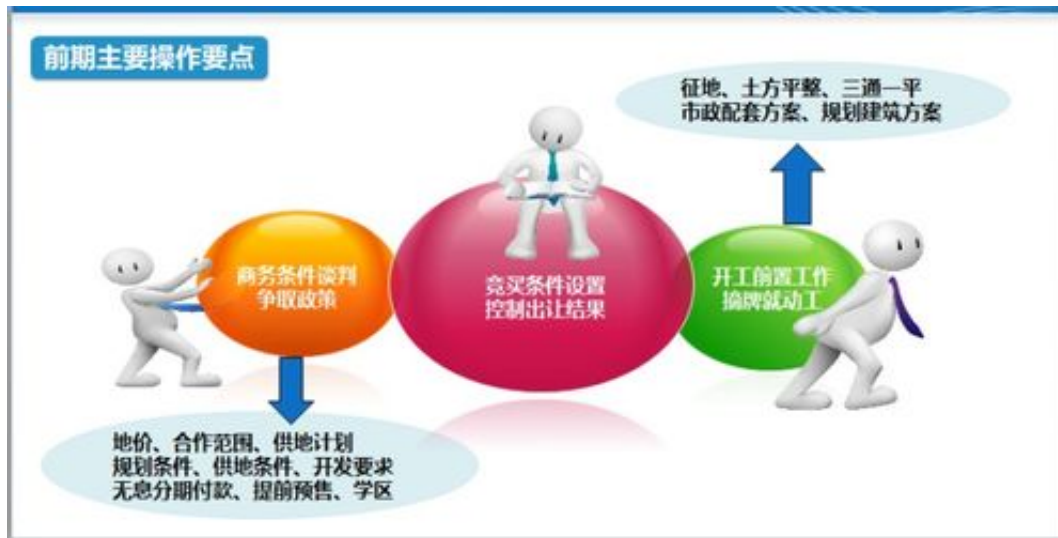 前期主要操作要点
征地、土方平整、三通一平
市政配套方案、规划建筑方案
商务条件谈判
争取政策
竞买条件设置
控制出让结果
开工前置工作
摘牌就动工
地价、合作范围、供地计划
规划条件、供地条件、开发要求
无息分期付款、提前预售、学区